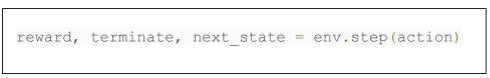 reward, terminate, next_state = env.step(action)